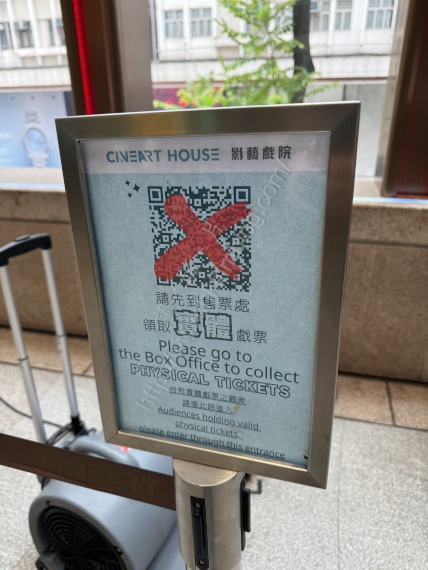 CINEART HOUSE 影藝戲院
請先到售票處
領取實體戲票
Please go to
the Box Office to collect
PHYSICAL TICKETS
持有實體戲票之觀眾
請循此路進入
Audiences holding valid
physical tickets,
please enter through this entrance